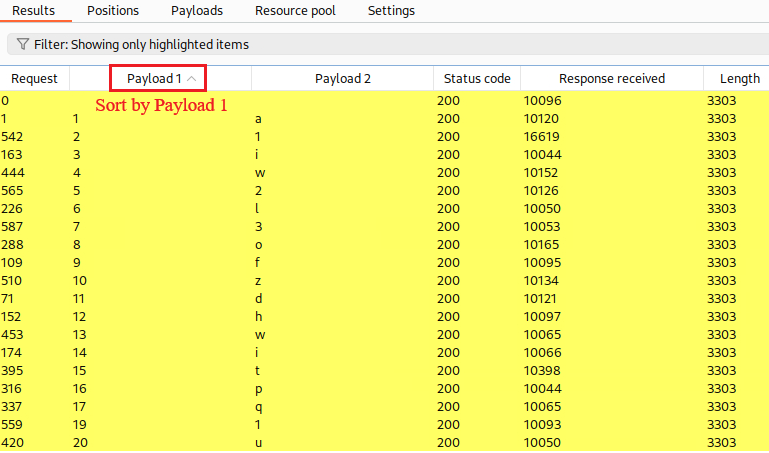 Results Positions Payloads Resource pool Settings
Filter: Showing only highlighted items
Request Payload 1 Payload 2 Status code Response received Length
0 200 10096 3303
Sort by Payload 1
1 1 a 200 10120 3303
542 2 1 200 16619 3303
163 3 i 200 10044 3303
444 4 w 200 10152 3303
565 5 2 200 10126 3303
226 6 l 200 10050 3303
587 7 3 200 10053 3303
288 8 o 200 10165 3303
109 9 f 200 10095 3303
510 10 z 200 10134 3303
71 11 d 200 10121 3303
152 12 h 200 10097 3303
453 13 w 200 10065 3303
174 14 i 200 10066 3303
395 15 t 200 10398 3303
316 16 p 200 10044 3303
337 17 q 200 10065 3303
559 19 1 200 10093 3303
420 20 u 200 10050 3303